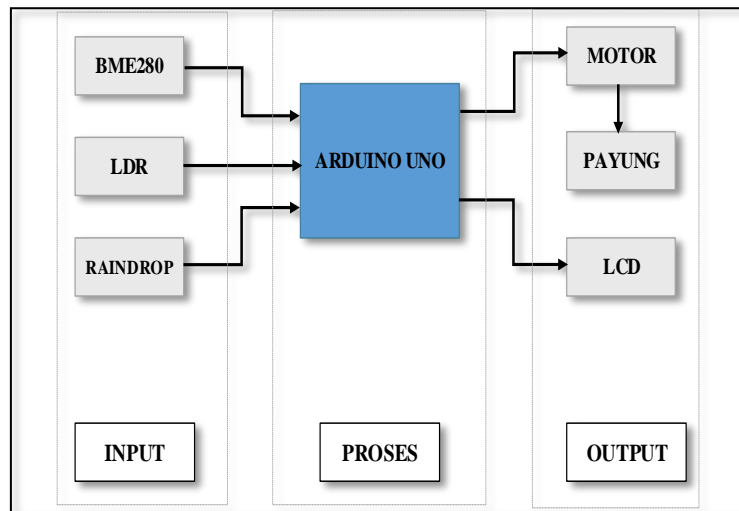 BME280
LDR
RAINDROP
ARDUINO UNO
MOTOR
PAYUNG
LCD
INPUT
PROSES
OUTPUT